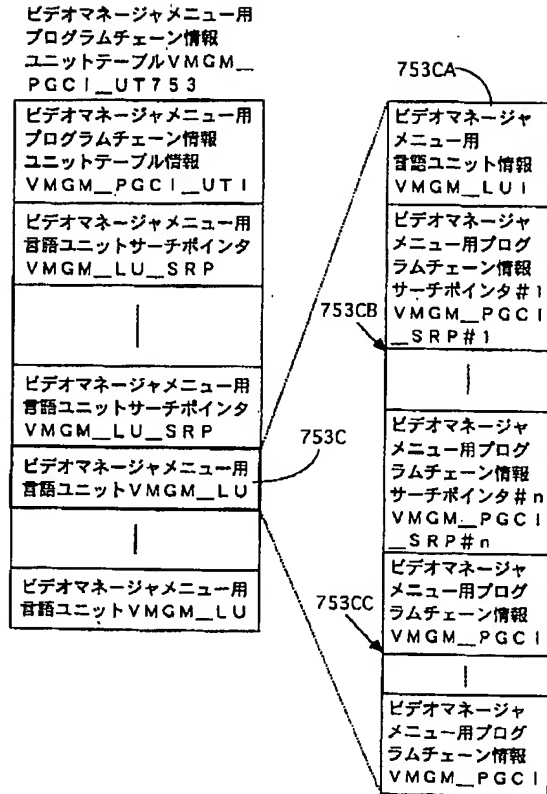 ビデオマネージャメニュー用
プログラムチェーン情報
ユニットテーブルVMGM__
PGCI__UT753
ビデオマネージャメニュー用
プログラムチェーン情報
ユニットテーブル情報
VMGM__PGCI__UTI
ビデオマネージャメニュー用
言語ユニットサーチポインタ
VMGM__LU__SRP
ビデオマネージャメニュー用
言語ユニットサーチポインタ
VMGM__LU__SRP
ビデオマネージャメニュー用
言語ユニットVMGM__LU
ビデオマネージャメニュー用
言語ユニットVMGM__LU
753C
753CA
ビデオマネージャ
メニュー用
言語ユニット情報
VMGM__LUI
ビデオマネージャ
メニュー用プログ
ラムチェーン情報
サーチポインタ#1
VMGM__PGCI
__SRP#1
753CB
ビデオマネージャ
メニュー用プログ
ラムチェーン情報
サーチポインタ#n
VMGM__PGCI
__SRP#n
ビデオマネージャ
メニュー用プログ
ラムチェーン情報
VMGM__PGCI
753CC
ビデオマネージャ
メニュー用プログ
ラムチェーン情報
VMGM__PGCI